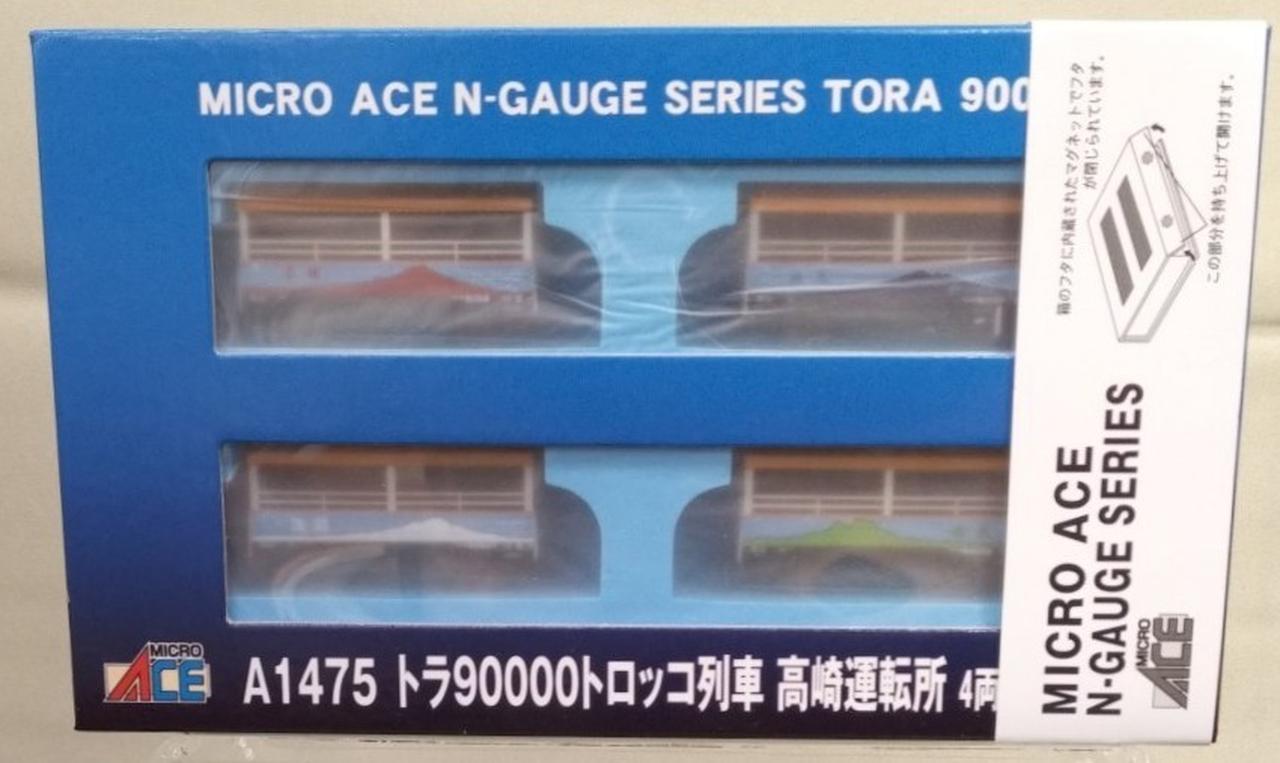 MICRO ACE N-GAUGE SERIES TORA 900
MICRO
ACE
A1475 トラ90000トロッコ列車 高崎運転所 4両
箱のフタに内蔵されたマグネットでフタ
が閉じられています。
この部分を持ち上げて開けます。
MICRO ACE
N-GAUGE SERIES
MICRO
ACE